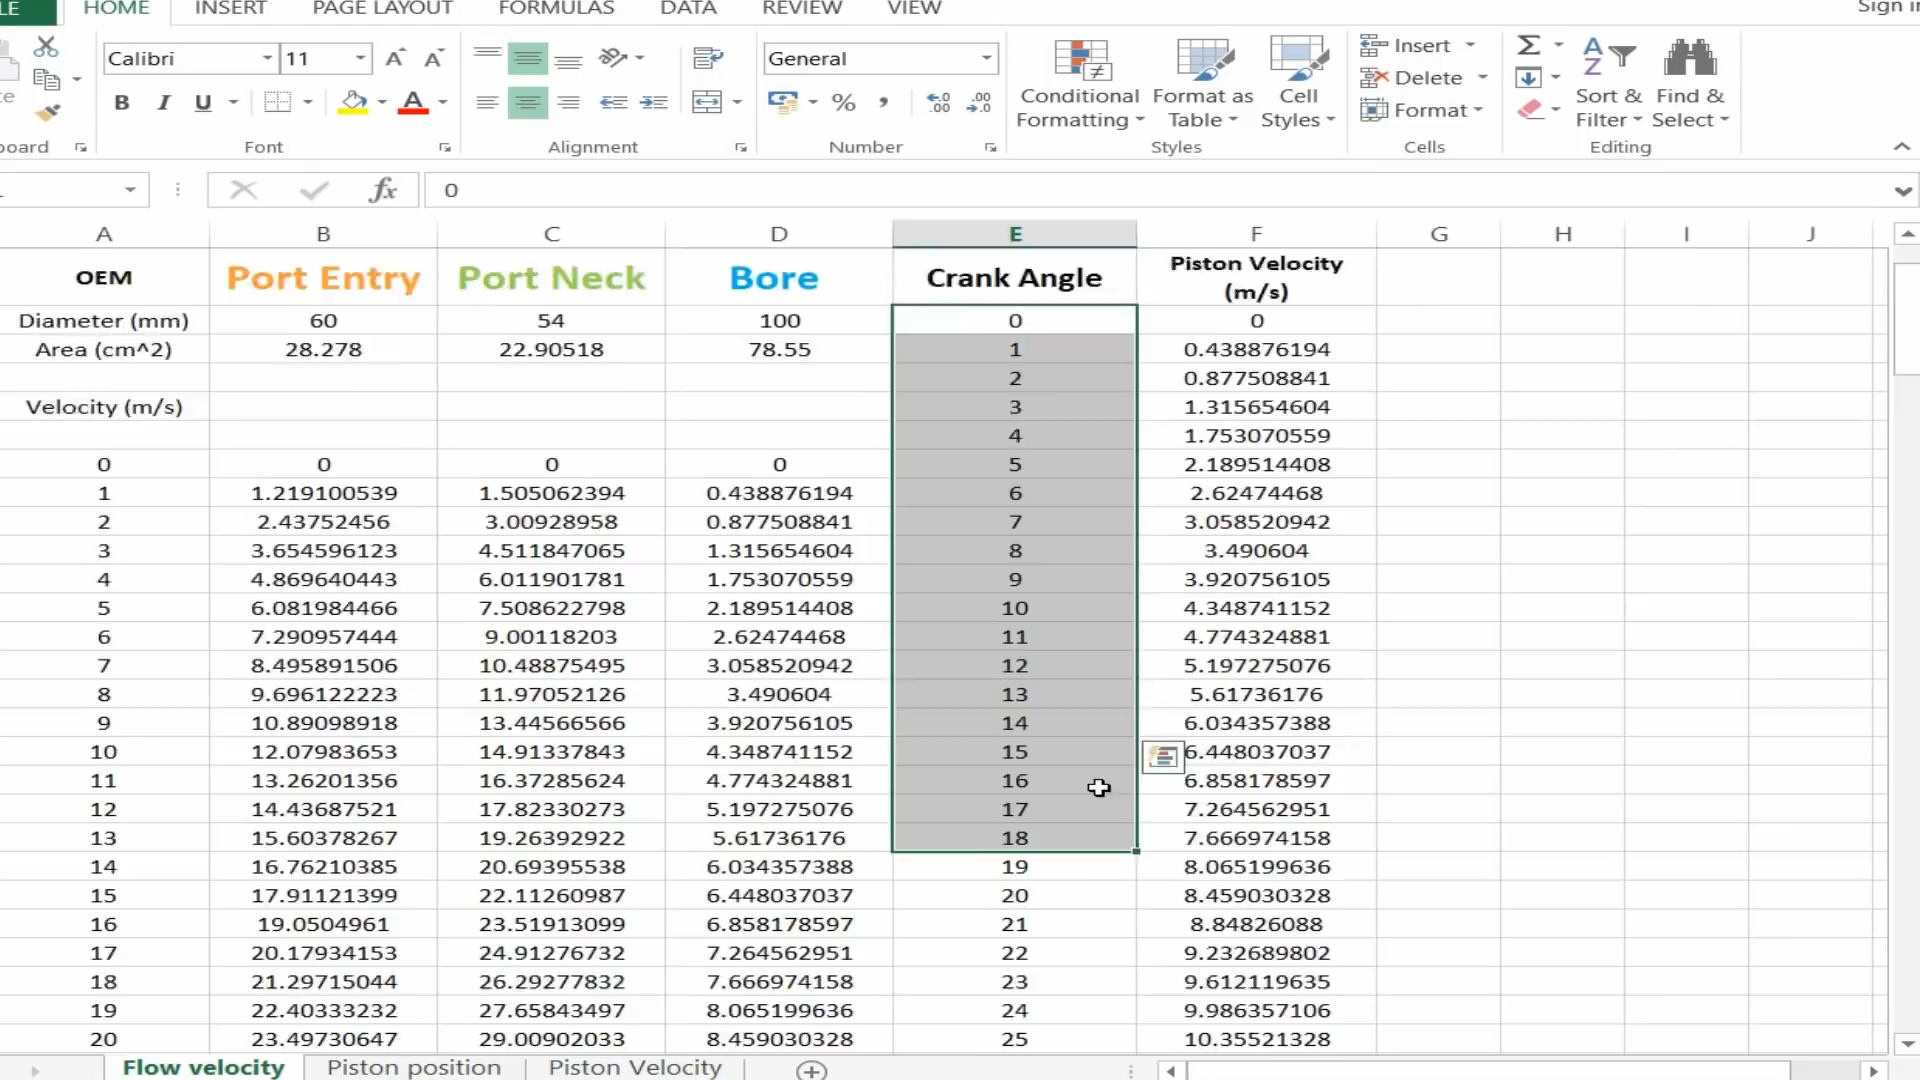 LE HOME INSERT PAGE LAYOUT FORMULAS DATA REVIEW VIEW Sign in
Calibri 11 General
Insert
Delete
Format
B I U A % ,
Conditional Formatting
Format as Table
Cell Styles
Sort & Filter
Find & Select
board Font Alignment Number Styles Cells Editing
fx 0
A B C D E F G H I J
OEM Port Entry Port Neck Bore Crank Angle Piston Velocity (m/s)
Diameter (mm) 60 54 100 0 0
Area (cm^2) 28.278 22.90518 78.55 1 0.438876194
2 0.877508841
Velocity (m/s) 3 1.315654604
4 1.753070559
0 0 0 0 5 2.189514408
1 1.219100539 1.505062394 0.438876194 6 2.62474468
2 2.43752456 3.00928958 0.877508841 7 3.058520942
3 3.654596123 4.511847065 1.315654604 8 3.490604
4 4.869640443 6.011901781 1.753070559 9 3.920756105
5 6.081984466 7.508622798 2.189514408 10 4.348741152
6 7.290957444 9.00118203 2.62474468 11 4.774324881
7 8.495891506 10.48875495 3.058520942 12 5.197275076
8 9.696122223 11.97052126 3.490604 13 5.61736176
9 10.89098918 13.44566566 3.920756105 14 6.034357388
10 12.07983653 14.91337843 4.348741152 15 6.448037037
11 13.26201356 16.37285624 4.774324881 16 6.858178597
12 14.43687521 17.82330273 5.197275076 17 7.264562951
13 15.60378267 19.26392922 5.61736176 18 7.666974158
14 16.76210384 20.69395538 6.034357388 19 8.065199636
15 17.91121399 22.11260987 6.448037037 20 8.459030328
16 19.0504961 23.51913099 6.858178597 21 8.84826088
17 20.17934153 24.91276732 7.264562951 22 9.232689802
18 21.29715044 26.29277832 7.666974158 23 9.612119635
19 22.40333232 27.65843497 8.065199636 24 9.986357106
20 23.49730647 29.00902033 8.459030328 25 10.35521328
Flow velocity Piston position Piston Velocity